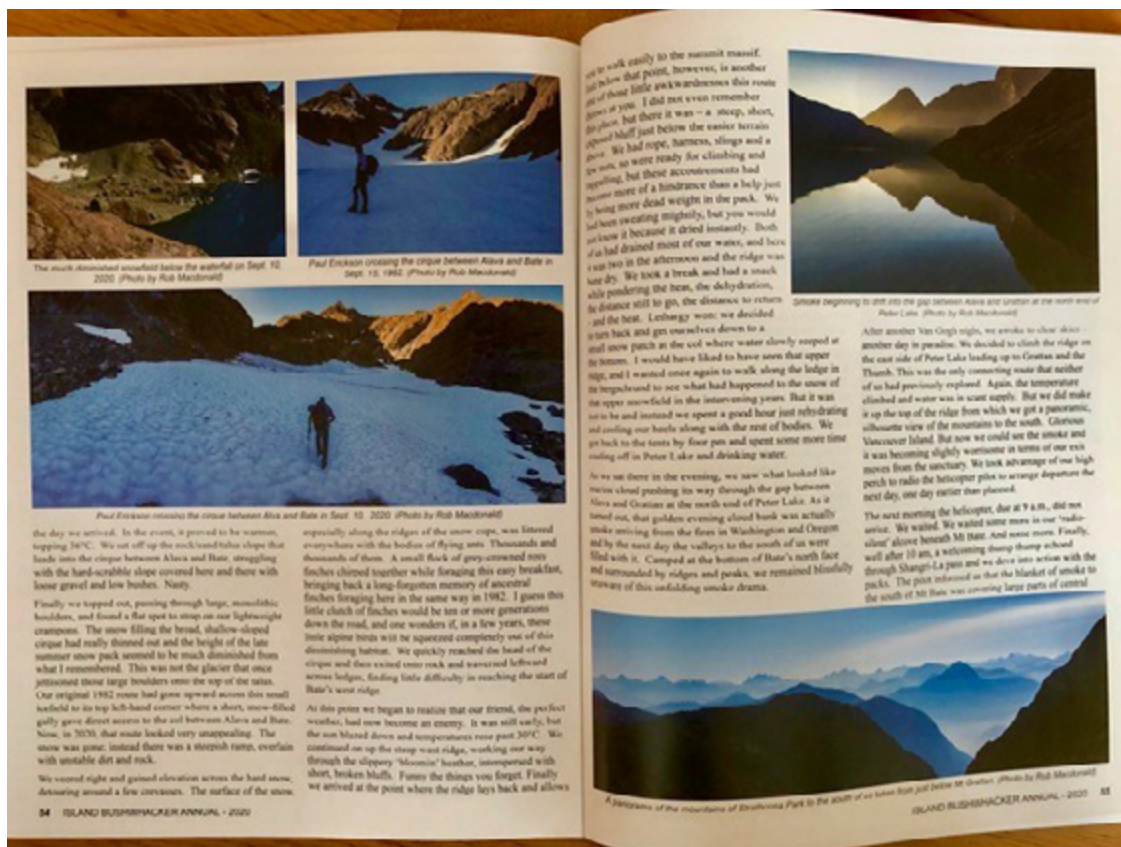 The much diminished snowfield below the waterfall on Sept. 10,
2020. (Photo by Rob Macdonald)
Paul Erickson crossing the cirque between Alava and Bate in
Sept. 15, 1982. (Photo by Rob Macdonald)
Paul Erickson crossing the cirque between Alva and Bate in Sept. 10, 2020. (Photo by Rob Macdonald)
the day we arrived. In the event, it proved to be warmer,
topping 36°C. We set off up the rock/sand/talus slope that
leads into the cirque between Alava and Bate, struggling
with the hard-scrabble slope covered here and there with
loose gravel and low bushes. Nasty.
Finally we topped out, passing through large, monolithic
boulders, and found a flat spot to strap on our lightweight
crampons. The snow filling the broad, shallow-sloped
cirque had really thinned out and the height of the late
summer snow pack seemed to be much diminished from
what I remembered. This was not the glacier that once
jettisoned those large boulders onto the top of the talus.
Our original 1982 route had gone upward across this small
icefield to its top left-hand corner where a short, snow-filled
gully gave direct access to the col between Alava and Bate.
Now, in 2020, that route looked very unappealing. The
snow was gone: instead there was a steepish ramp, overlain
with unstable dirt and rock.
We veered right and gained elevation across the hard snow,
detouring around a few crevasses. The surface of the snow,
especially along the ridges of the snow cups, was littered
everywhere with the bodies of flying ants. Thousands and
thousands of them. A small flock of grey-crowned rosy
finches chirped together while foraging this easy breakfast,
bringing back a long-forgotten memory of ancestral
finches foraging here in the same way in 1982. I guess this
little clutch of finches would be ten or more generations
down the road, and one wonders if, in a few years, these
little alpine birds will be squeezed completely out of this
diminishing habitat. We quickly reached the head of the
cirque and then exited onto rock and traversed leftward
across ledges, finding little difficulty in reaching the start of
Bate's west ridge.
At this point we began to realize that our friend, the perfect
weather, had now become an enemy. It was still early, but
the sun blazed down and temperatures rose past 30°C. We
continued on up the steep west ridge, working our way
through the slippery 'bloomin' heather, interspersed with
short, broken bluffs. Funny the things you forget. Finally
we arrived at the point where the ridge lays back and allows
54 ISLAND BUSHWHACKER ANNUAL - 2020
you to walk easily to the summit massif.
Just below that point, however, is another
one of those little awkwardnesses this route
throws at you. I did not even remember
this place, but there it was – a steep, short,
exposed bluff just below the easier terrain
above. We had rope, harness, slings and a
few nuts, so were ready for climbing and
rappelling, but these accoutrements had
become more of a hindrance than a help just
by being more dead weight in the pack. We
had been sweating mightily, but you would
not know it because it dried instantly. Both
of us had drained most of our water, and here
it was two in the afternoon and the ridge was
bone dry. We took a break and had a snack
while pondering the heat, the dehydration,
the distance still to go, the distance to return
- and the heat. Lethargy won: we decided
to turn back and get ourselves down to a
small snow patch at the col where water slowly seeped at
the bottom. I would have liked to have seen that upper
ridge, and I wanted once again to walk along the ledge in
the bergschrund to see what had happened to the snow of
that upper snowfield in the intervening years. But it was
not to be and instead we spent a good hour just rehydrating
and cooling our heels along with the rest of bodies. We
got back to the tents by four pm and spent some more time
cooling off in Peter Lake and drinking water.
As we sat there in the evening, we saw what looked like
marine cloud pushing its way through the gap between
Alava and Grattan at the north end of Peter Lake. As it
turned out, that golden evening cloud bank was actually
smoke arriving from the fires in Washington and Oregon
and by the next day the valleys to the south of us were
filled with it. Camped at the bottom of Bate's north face
and surrounded by ridges and peaks, we remained blissfully
unaware of this unfolding smoke drama.
Smoke beginning to drift into the gap between Alava and Grattan at the north end of
Peter Lake. (Photo by Rob Macdonald)
After another Van Gogh night, we awoke to clear skies -
another day in paradise. We decided to climb the ridge on
the east side of Peter Lake leading up to Grattan and the
Thumb. This was the only connecting route that neither
of us had previously explored. Again, the temperature
climbed and water was in scant supply. But we did make
it up the top of the ridge from which we got a panoramic,
silhouette view of the mountains to the south. Glorious
Vancouver Island. But now we could see the smoke and
it was becoming slightly worrisome in terms of our exit
moves from the sanctuary. We took advantage of our high
perch to radio the helicopter pilot to arrange departure the
next day, one day earlier than planned.
The next morning the helicopter, due at 9 a.m., did not
arrive. We waited. We waited some more in our 'radio-
silent' alcove beneath Mt Bate. And some more. Finally,
well after 10 am, a welcoming thump thump echoed
through Shangri-La pass and we dove into action with the
packs. The pilot informed us that the blanket of smoke to
the south of Mt Bate was covering large parts of central
A panorama of the mountains of Strathcona Park to the south of us taken from just below Mt Grattan. (Photo by Rob Macdonald)
ISLAND BUSHWHACKER ANNUAL - 2020 55